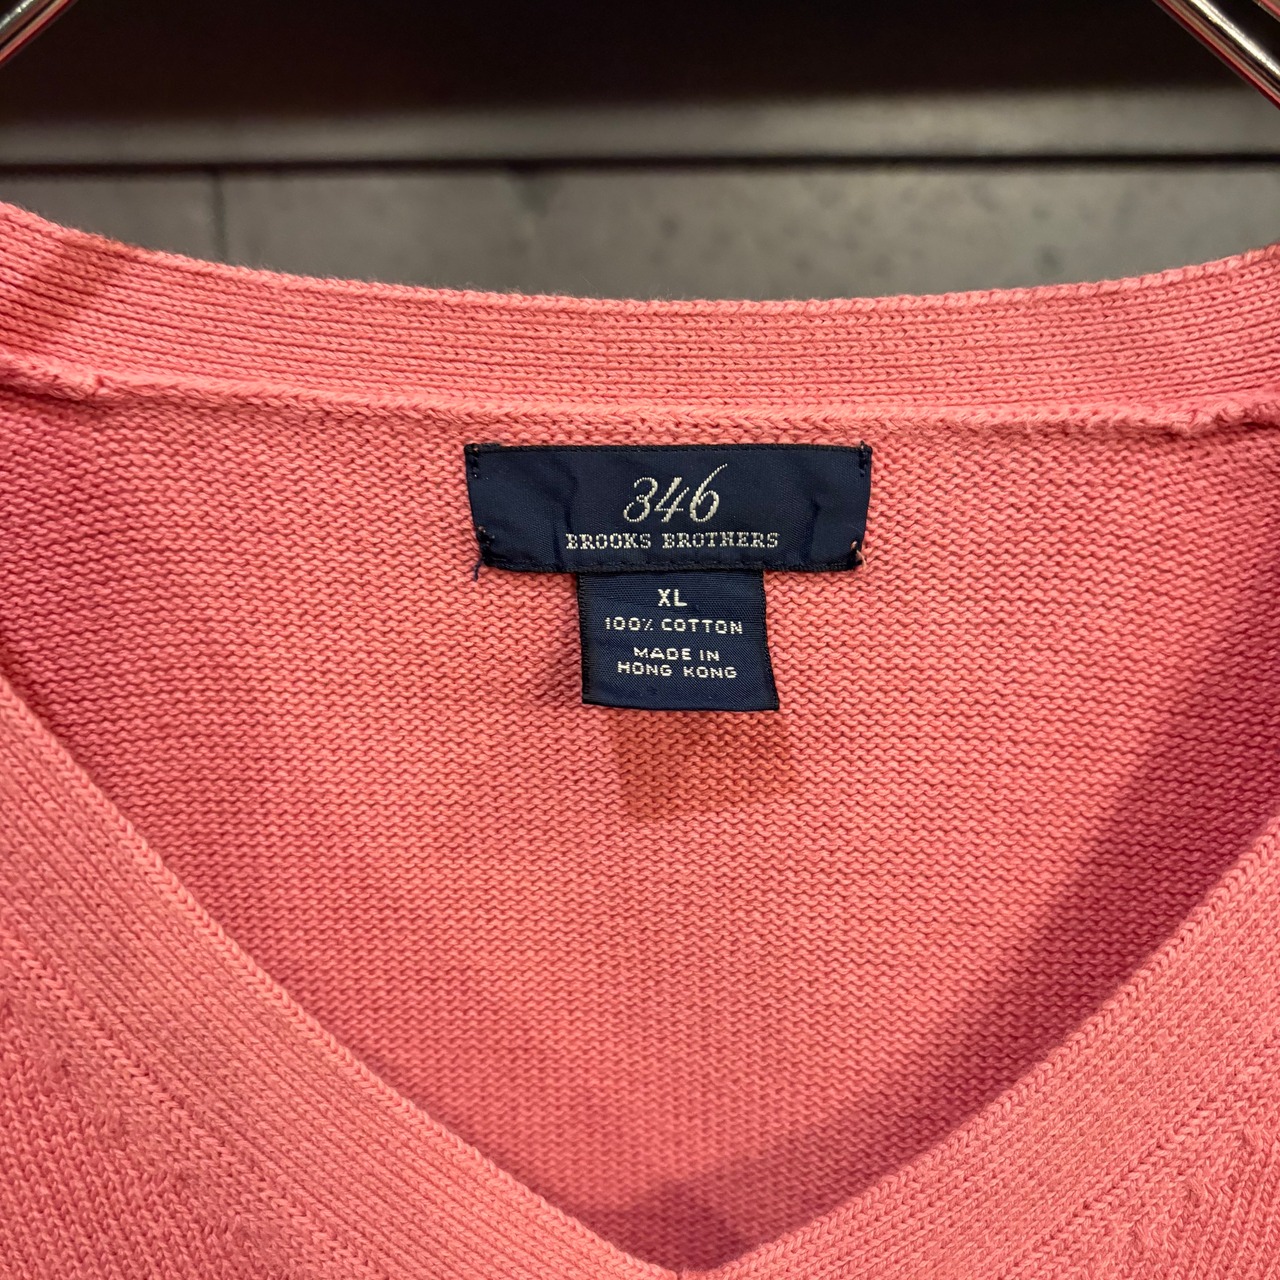 346
BROOKS BROTHERS
XL
100% COTTON
MADE IN
HONG KONG